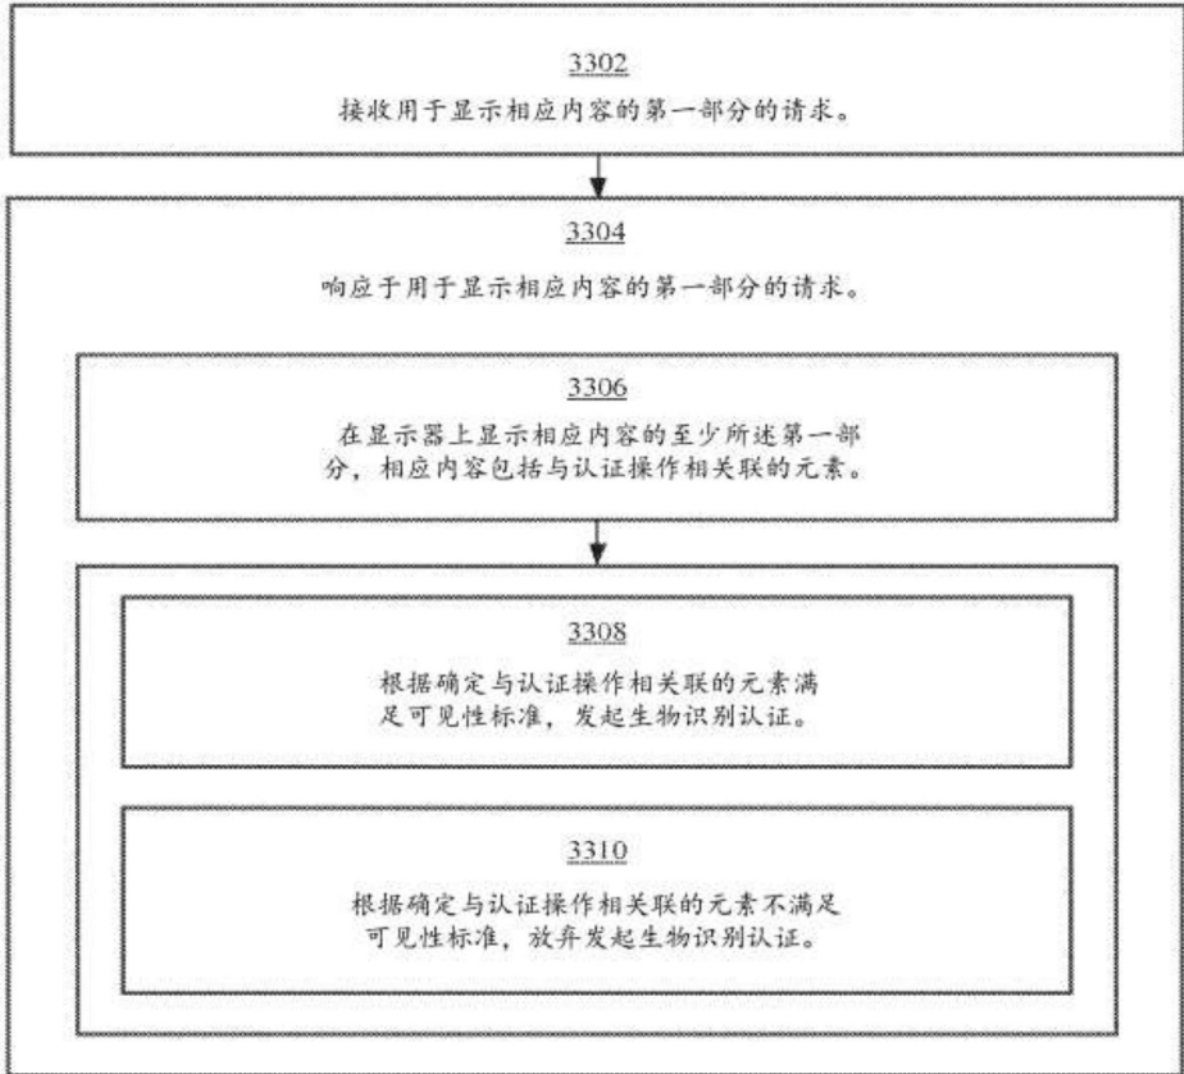 3302
接收用于显示相应内容的第一部分的请求。
3304
响应于用于显示相应内容的第一部分的请求。
3306
在显示器上显示相应内容的至少所述第一部
分，相应内容包括与认证操作相关联的元素。
3308
根据确定与认证操作相关联的元素满
足可见性标准，发起生物识别认证。
3310
根据确定与认证操作相关联的元素不满足
可见性标准，放弃发起生物识别认证。